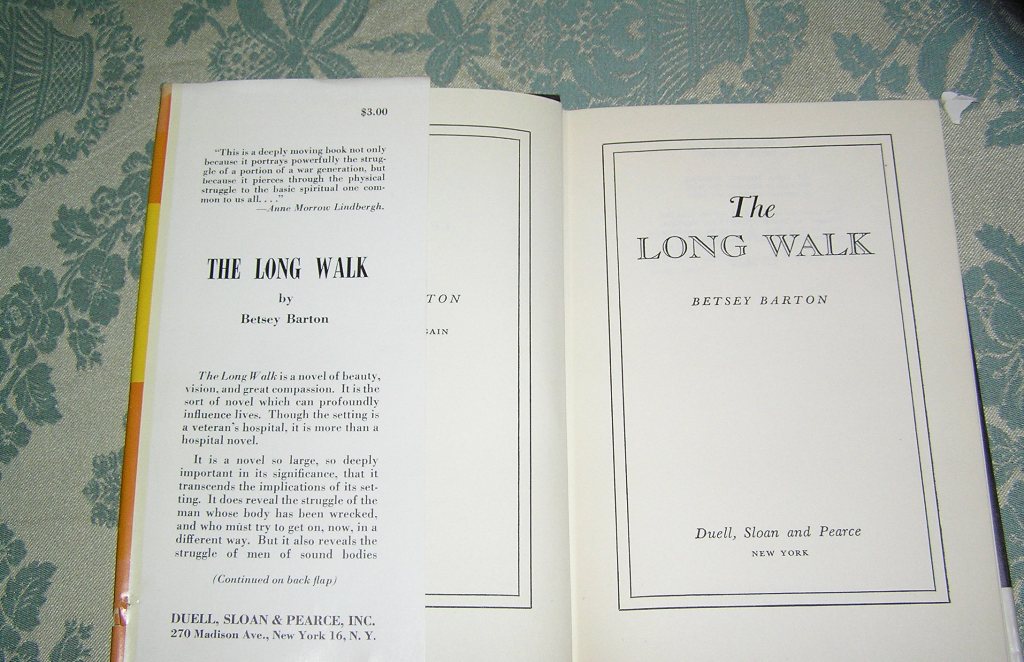 $3.00
"This is a deeply moving book not only
because it portrays powerfully the strug-
gle of a portion of a war generation, but
because it pierces through the physical
struggle to the basic spiritual one com-
mon to us all. . . ."
—Anne Morrow Lindbergh.
THE LONG WALK
by
Betsey Barton
The Long Walk is a novel of beauty,
vision, and great compassion. It is the
sort of novel which can profoundly
influence lives. Though the setting is
a veteran's hospital, it is more than a
hospital novel.
It is a novel so large, so deeply
important in its significance, that it
transcends the implications of its set-
ting. It does reveal the struggle of the
man whose body has been wrecked,
and who must try to get on, now, in a
different way. But it also reveals the
struggle of men of sound bodies
(Continued on back flap)
DUELL, SLOAN & PEARCE, INC.
270 Madison Ave., New York 16, N. Y.
TON
GAIN
The
LONG WALK
BETSEY BARTON
Duell, Sloan and Pearce
NEW YORK